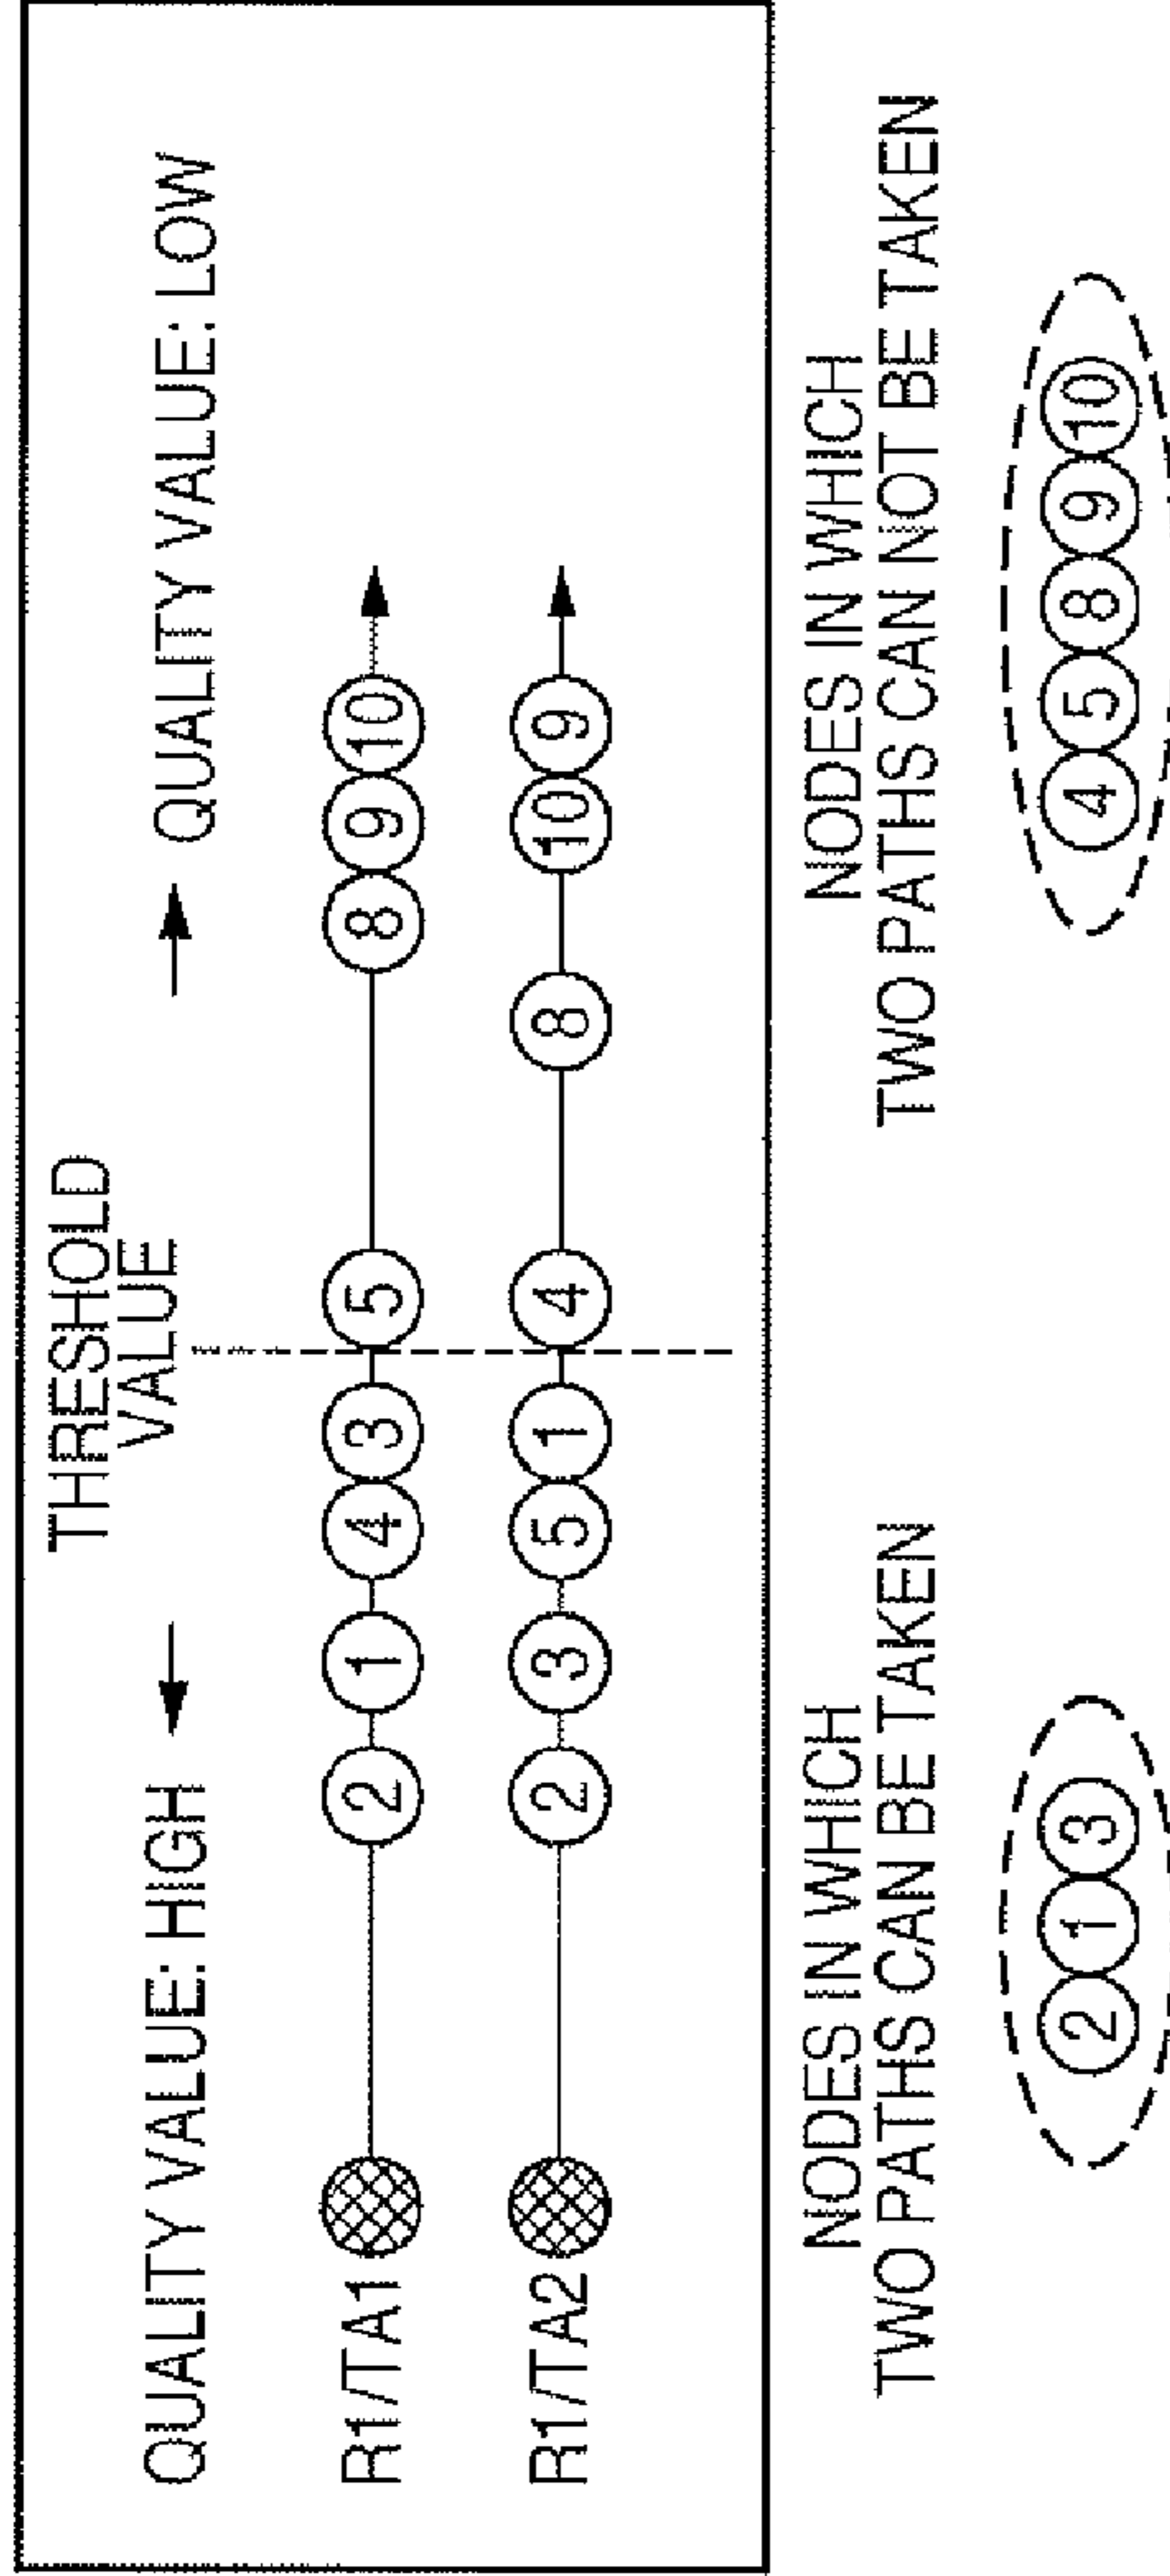 THRESHOLD
VALUE
QUALITY VALUE: HIGH
QUALITY VALUE: LOW
R1/TA1
2 1 4 3 5 8 9 10
R1/TA2
2 3 5 1 4 8 10 9
NODES IN WHICH
TWO PATHS CAN BE TAKEN
2 1 3
NODES IN WHICH
TWO PATHS CAN NOT BE TAKEN
4 5 8 9 10